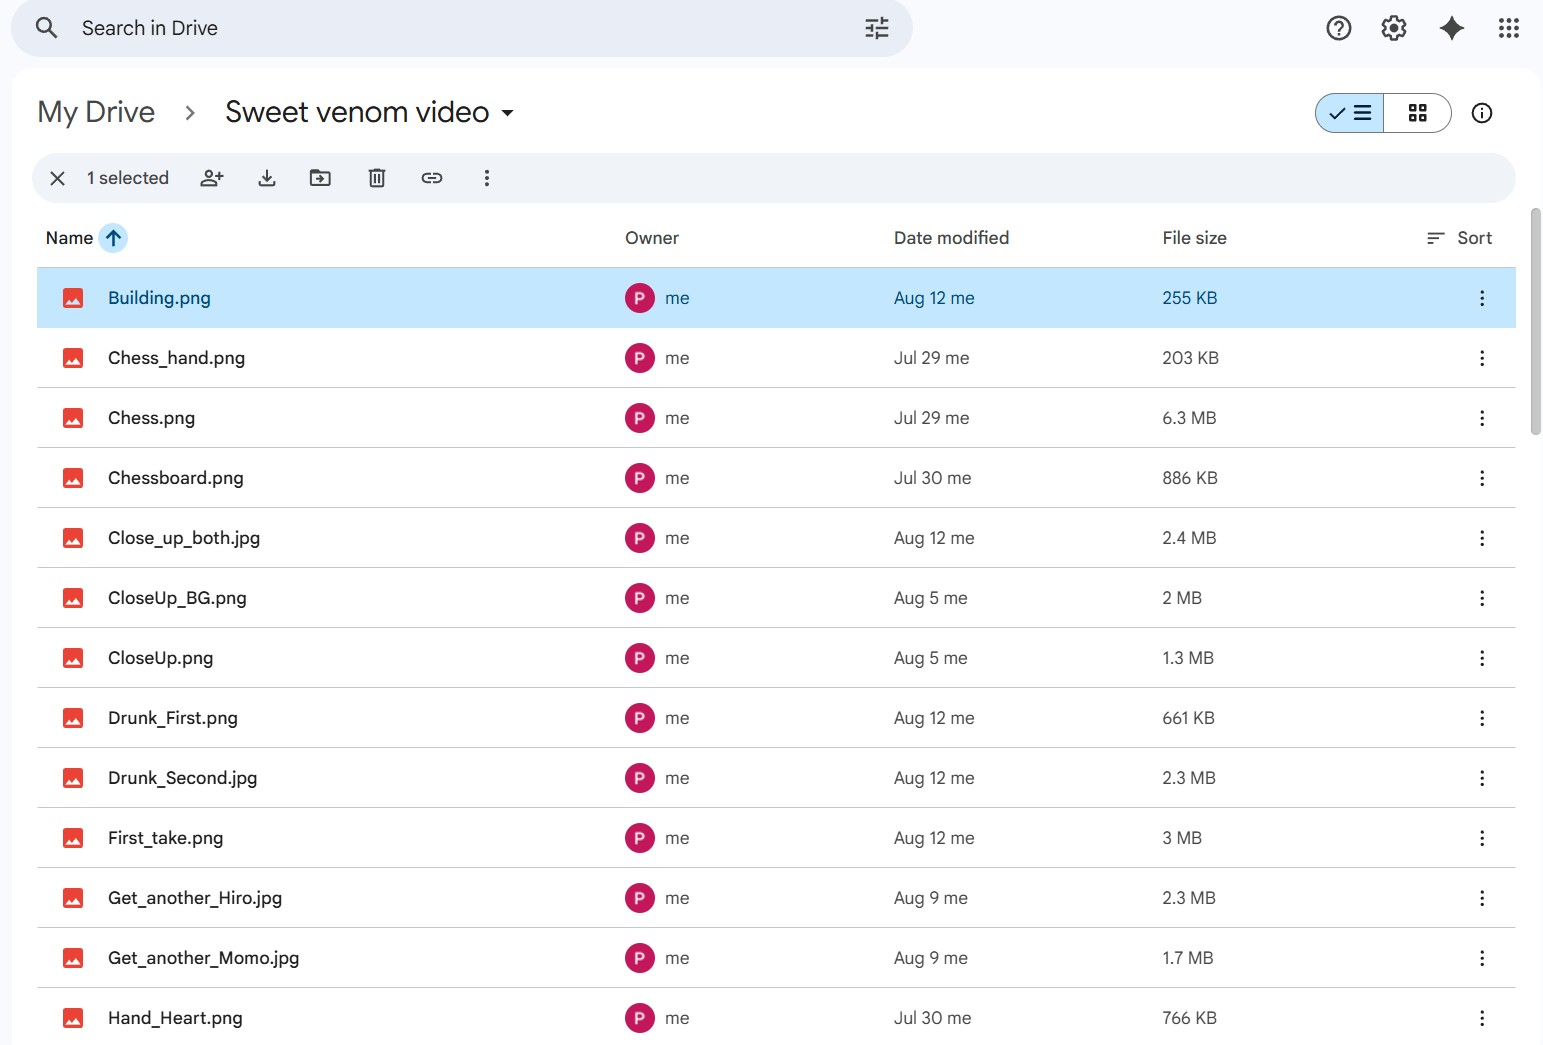 Search in Drive
My Drive > Sweet venom video
1 selected
Name Owner Date modified File size Sort
Building.png P me Aug 12 me 255 KB
Chess_hand.png P me Jul 29 me 203 KB
Chess.png P me Jul 29 me 6.3 MB
Chessboard.png P me Jul 30 me 886 KB
Close_up_both.jpg P me Aug 12 me 2.4 MB
CloseUp_BG.png P me Aug 5 me 2 MB
CloseUp.png P me Aug 5 me 1.3 MB
Drunk_First.png P me Aug 12 me 661 KB
Drunk_Second.jpg P me Aug 12 me 2.3 MB
First_take.png P me Aug 12 me 3 MB
Get_another_Hiro.jpg P me Aug 9 me 2.3 MB
Get_another_Momo.jpg P me Aug 9 me 1.7 MB
Hand_Heart.png P me Jul 30 me 766 KB